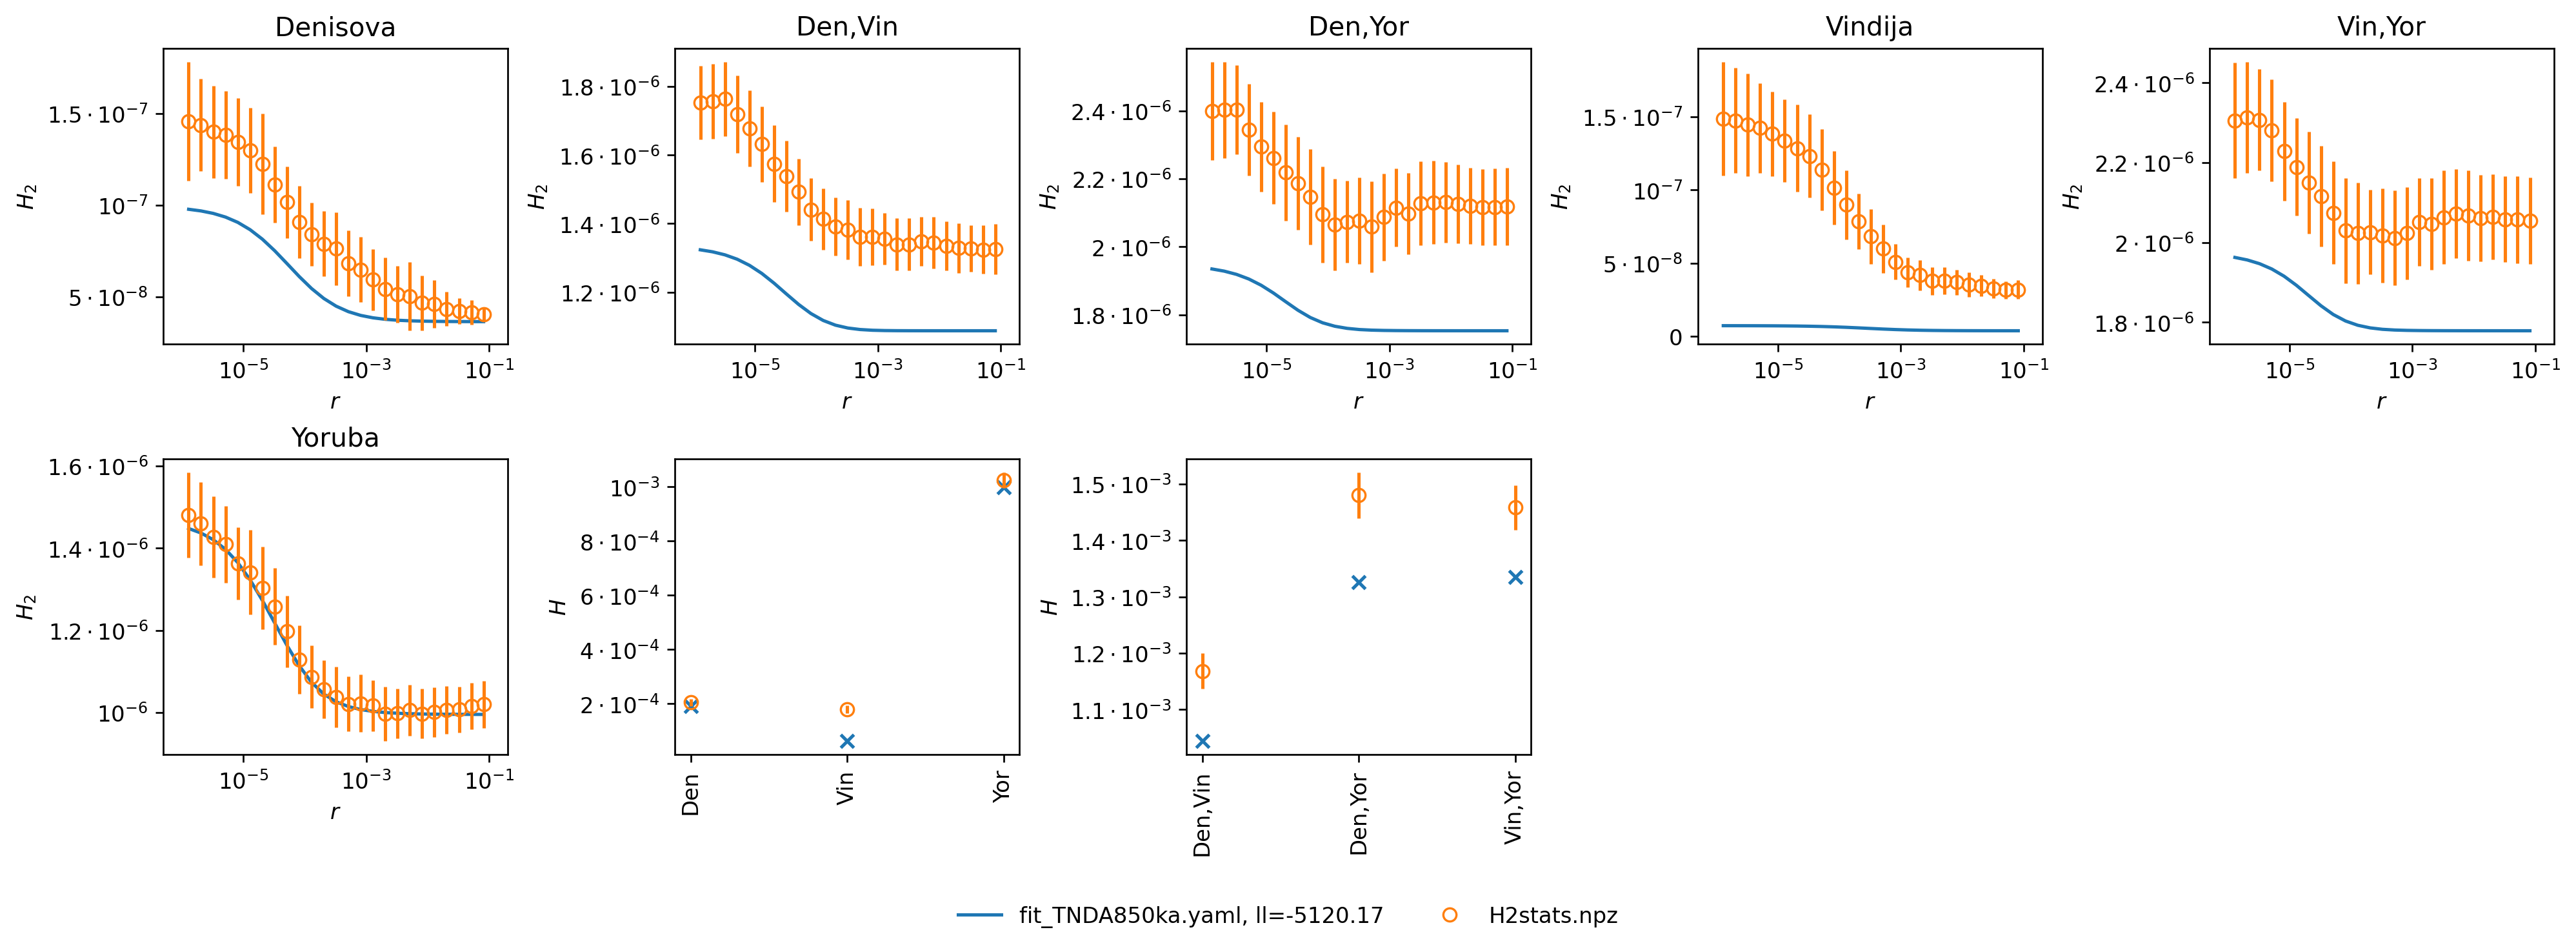 Denisova
Den,Vin
Den,Yor
Vindija
Vin,Yor
1.5·10⁻⁷
10⁻⁷
5·10⁻⁸
H₂
10⁻⁵ 10⁻³ 10⁻¹
r
1.8·10⁻⁶
1.6·10⁻⁶
1.4·10⁻⁶
1.2·10⁻⁶
H₂
10⁻⁵ 10⁻³ 10⁻¹
r
2.4·10⁻⁶
2.2·10⁻⁶
2·10⁻⁶
1.8·10⁻⁶
H₂
10⁻⁵ 10⁻³ 10⁻¹
r
1.5·10⁻⁷
10⁻⁷
5·10⁻⁸
0
H₂
10⁻⁵ 10⁻³ 10⁻¹
r
2.4·10⁻⁶
2.2·10⁻⁶
2·10⁻⁶
1.8·10⁻⁶
H₂
10⁻⁵ 10⁻³ 10⁻¹
r
Yoruba
1.6·10⁻⁶
1.4·10⁻⁶
1.2·10⁻⁶
10⁻⁶
H₂
10⁻⁵ 10⁻³ 10⁻¹
r
10⁻³
8·10⁻⁴
6·10⁻⁴
4·10⁻⁴
2·10⁻⁴
H
Den
Vin
Yor
1.5·10⁻³
1.4·10⁻³
1.3·10⁻³
1.2·10⁻³
1.1·10⁻³
H
Den,Vin
Den,Yor
Vin,Yor
fit_TNDA850ka.yaml, ll=-5120.17
H2stats.npz